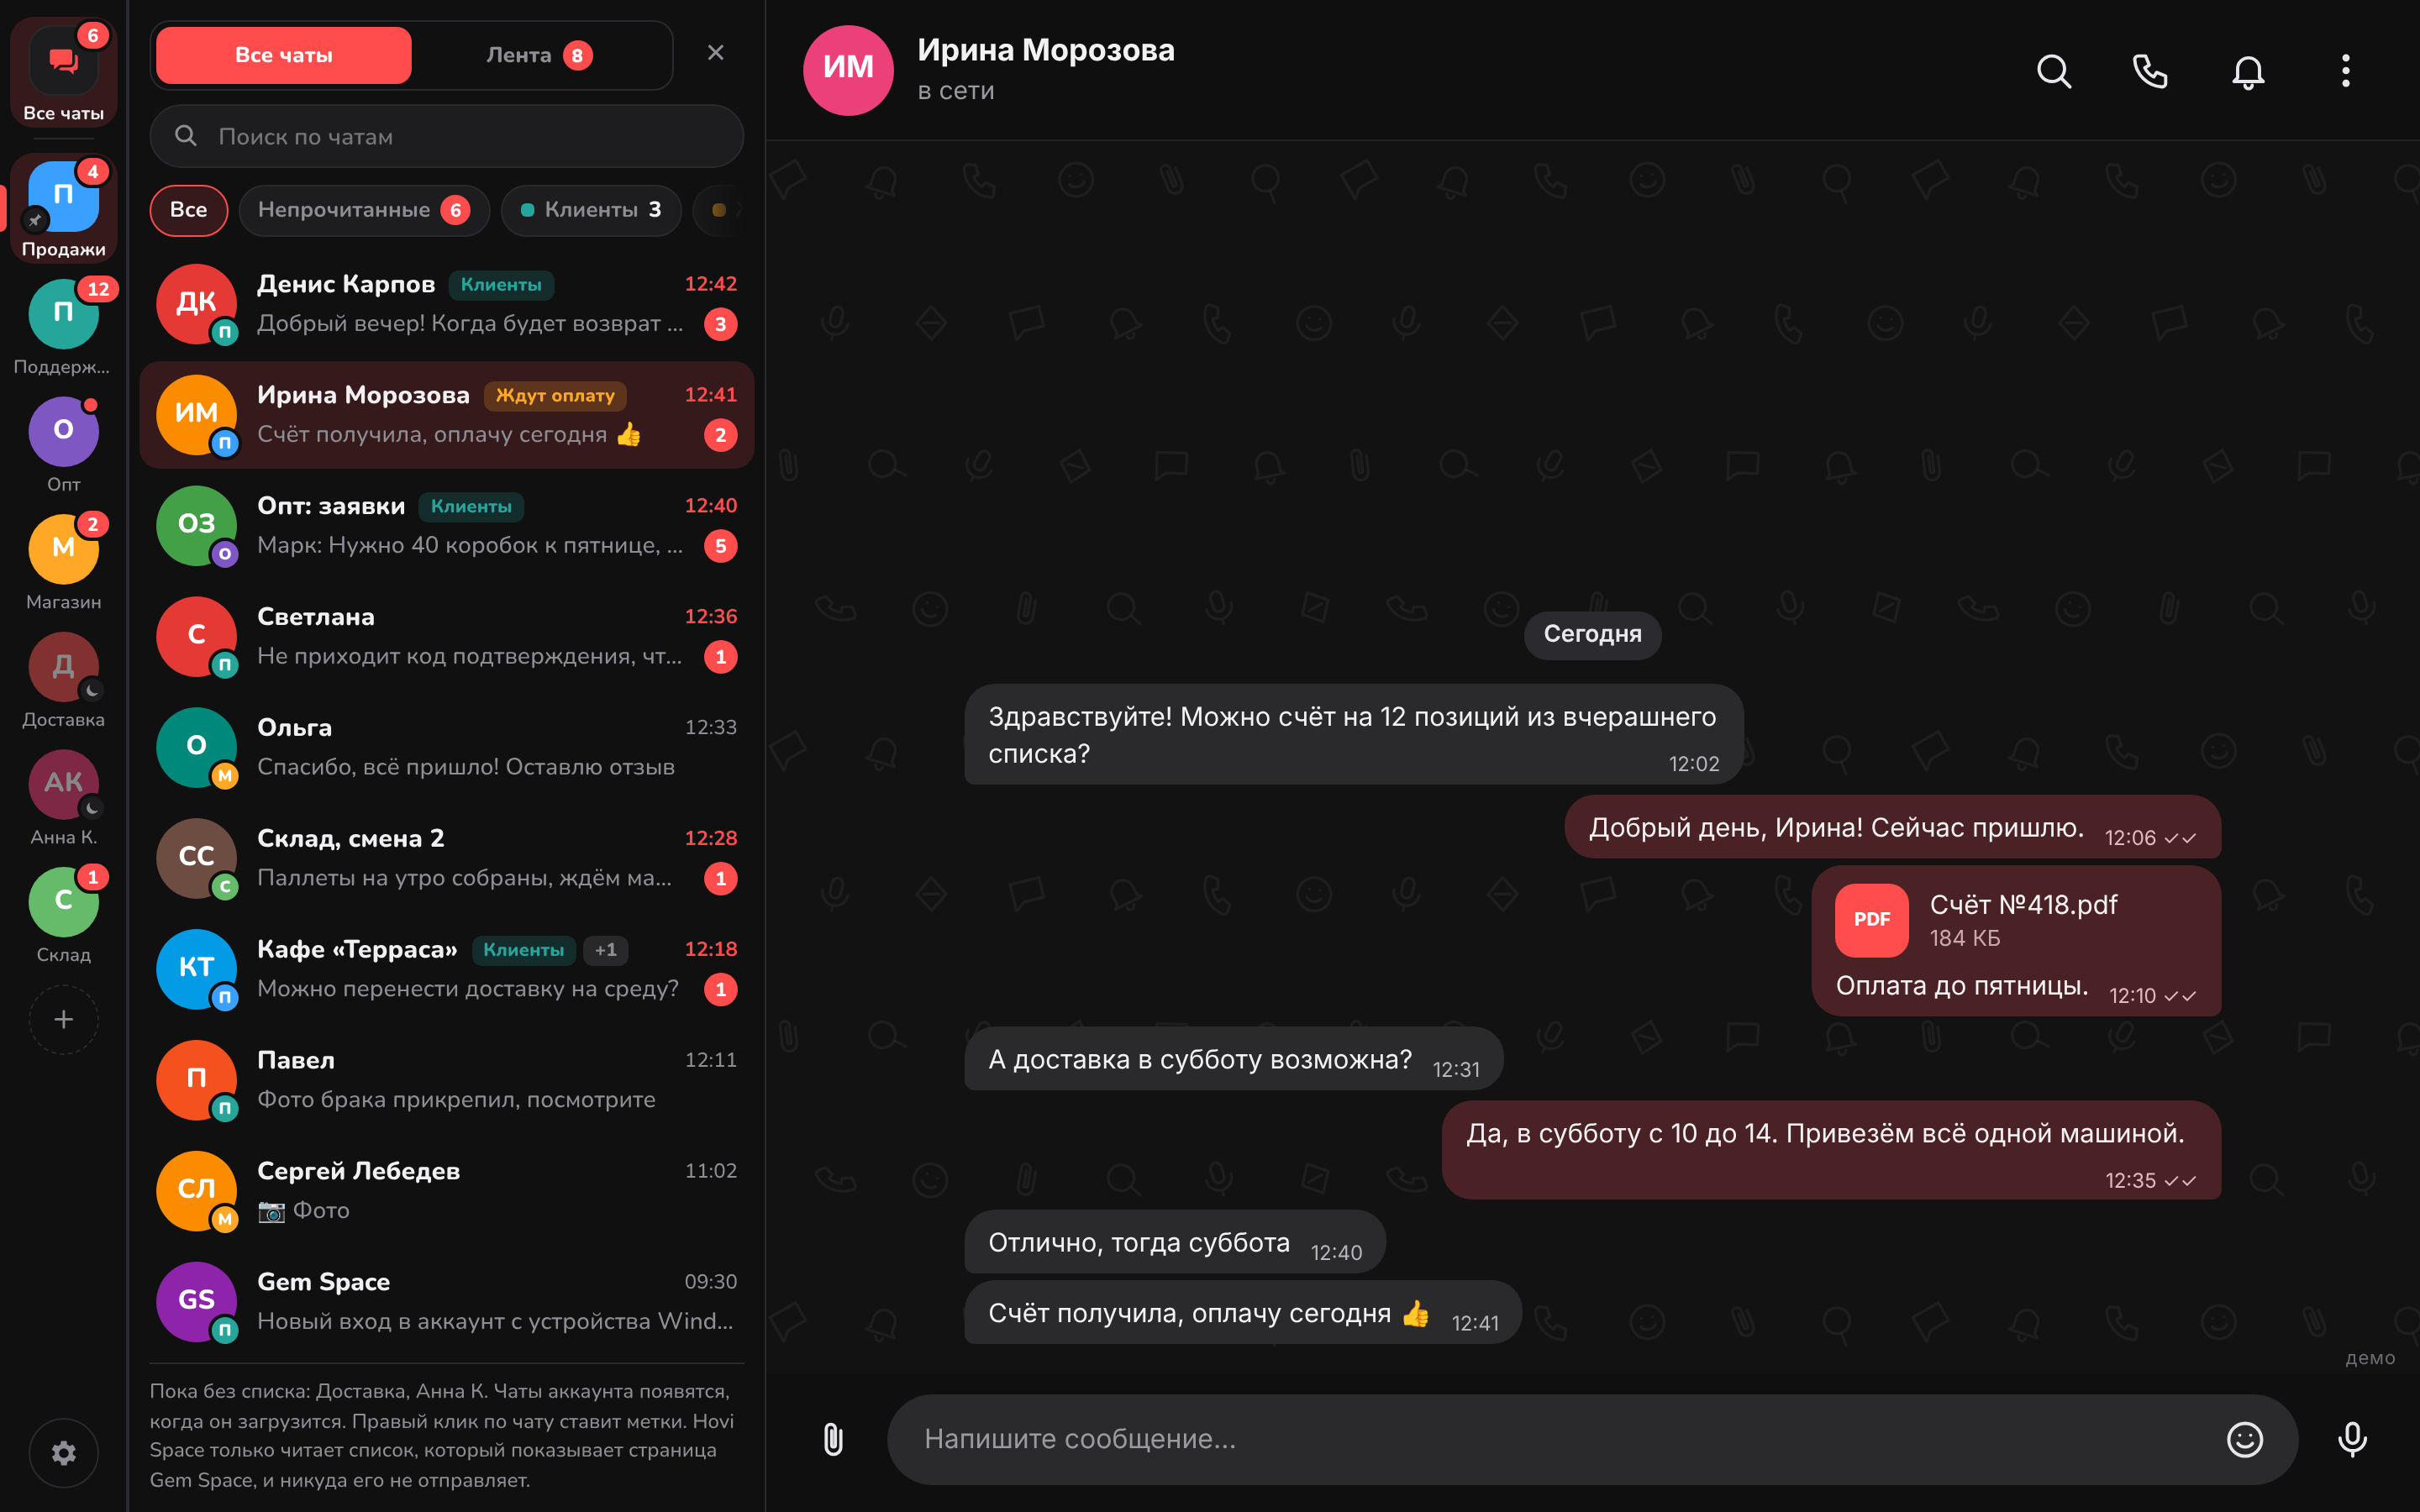 6
Все чаты
4
П
Продажи
12
П
Поддерж...
О
Опт
2
М
Магазин
Д
Доставка
АК
Анна К.
1
С
Склад
Все чаты
Лента 8
Поиск по чатам
Все
Непрочитанные 6
Клиенты 3
ДК
П
Денис Карпов Клиенты 12:42
Добрый вечер! Когда будет возврат ... 3
ИМ
П
Ирина Морозова Ждут оплату 12:41
Счёт получила, оплачу сегодня 👍 2
ОЗ
О
Опт: заявки Клиенты 12:40
Марк: Нужно 40 коробок к пятнице, ... 5
С
П
Светлана 12:36
Не приходит код подтверждения, чт... 1
О
М
Ольга 12:33
Спасибо, всё пришло! Оставлю отзыв
СС
С
Склад, смена 2 12:28
Паллеты на утро собраны, ждём ма... 1
КТ
П
Кафе «Терраса» Клиенты +1 12:18
Можно перенести доставку на среду? 1
П
П
Павел 12:11
Фото брака прикрепил, посмотрите
СЛ
М
Сергей Лебедев 11:02
📷 Фото
GS
П
Gem Space 09:30
Новый вход в аккаунт с устройства Wind...
Пока без списка: Доставка, Анна К. Чаты аккаунта появятся,
когда он загрузится. Правый клик по чату ставит метки. Hovi
Space только читает список, который показывает страница
Gem Space, и никуда его не отправляет.
ИМ
Ирина Морозова
в сети
Сегодня
Здравствуйте! Можно счёт на 12 позиций из вчерашнего
списка? 12:02
Добрый день, Ирина! Сейчас пришлю. 12:06
PDF
Счёт №418.pdf
184 КБ
Оплата до пятницы. 12:10
А доставка в субботу возможна? 12:31
Да, в субботу с 10 до 14. Привезём всё одной машиной.
12:35
Отлично, тогда суббота 12:40
Счёт получила, оплачу сегодня 👍 12:41
демо
Напишите сообщение...